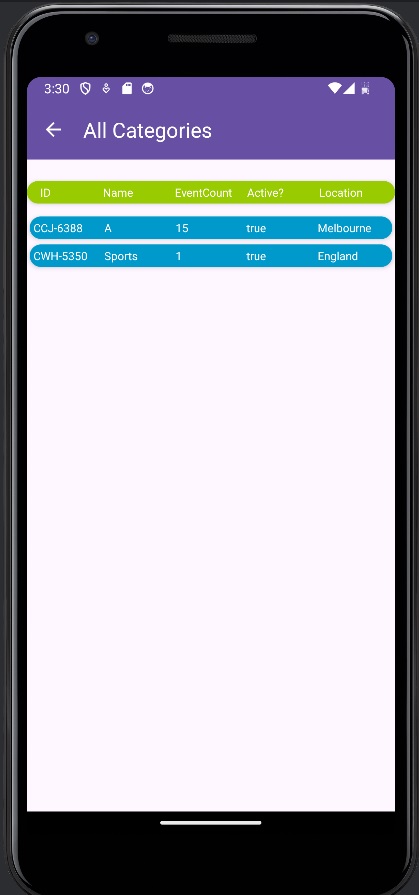 3:30
All Categories
ID Name EventCount Active? Location
CCJ-6388 A 15 true Melbourne
CWH-5350 Sports 1 true England